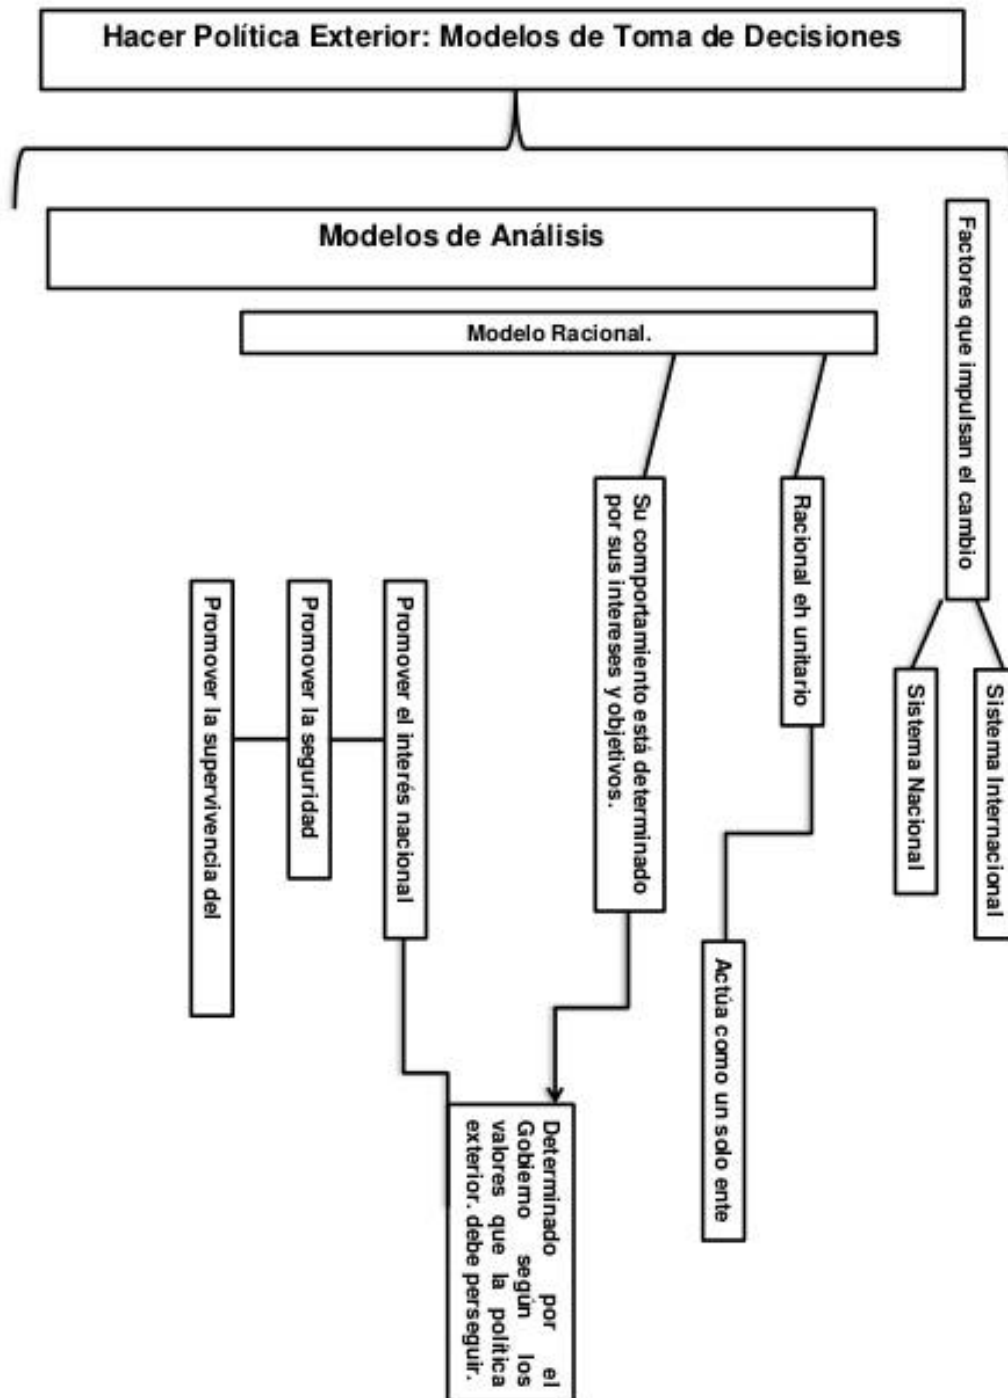 Hacer Política Exterior: Modelos de Toma de Decisiones
Modelos de Análisis
Modelo Racional.
Factores que impulsan el cambio
Sistema Internacional
Sistema Nacional
Racional eh unitario
Actúa como un solo ente
Su comportamiento está determinado
por sus intereses y objetivos.
Determinado por el
Gobierno según los
valores que la política
exterior. debe perseguir.
Promover el interés nacional
Promover la seguridad
Promover la supervivencia del